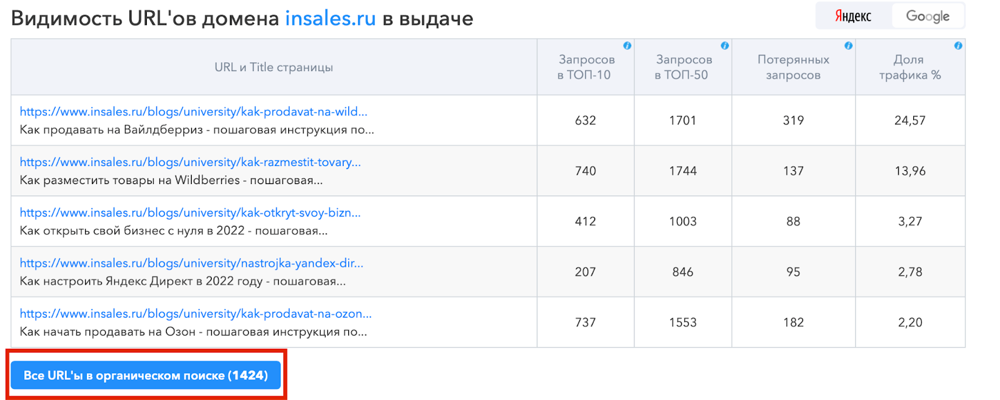 Видимость URL'ов домена insales.ru в выдаче
Яндекс
Google
URL и Title страницы
Запросов
в ТОП-10
Запросов
в ТОП-50
Потерянных
запросов
Доля
трафика %
https://www.insales.ru/blogs/university/kak-prodavat-na-wild...
Как продавать на Вайлдберриз - пошаговая инструкция по...
632
1701
319
24,57
https://www.insales.ru/blogs/university/kak-razmestit-tovary...
Как разместить товары на Wildberries - пошаговая...
740
1744
137
13,96
https://www.insales.ru/blogs/university/kak-otkryt-svoy-bizn...
Как открыть свой бизнес с нуля в 2022 - пошаговая...
412
1003
88
3,27
https://www.insales.ru/blogs/university/nastrojka-yandex-dir...
Как настроить Яндекс Директ в 2022 году - пошаговая...
207
846
95
2,78
https://www.insales.ru/blogs/university/kak-prodavat-na-ozon...
Как начать продавать на Озон - пошаговая инструкция по...
737
1553
182
2,20
Все URL'ы в органическом поиске (1424)